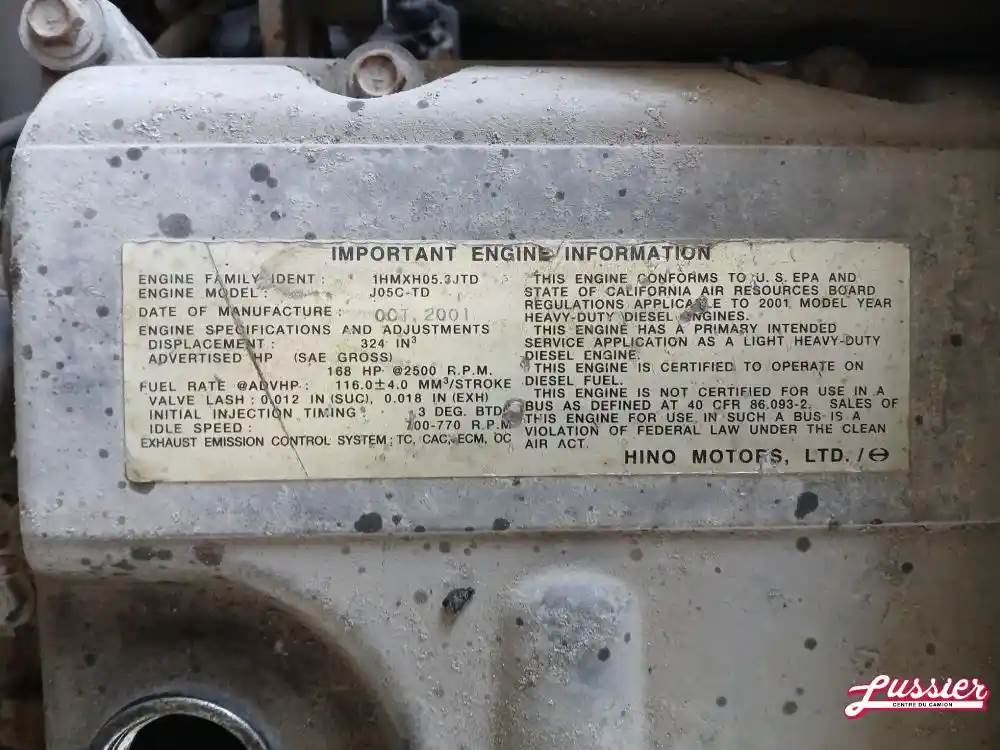 IMPORTANT ENGINE INFORMATION
ENGINE FAMILY IDENT : 1HMXH05.3JTD
ENGINE MODEL : J05C-TD
DATE OF MANUFACTURE : OCT. 2001
ENGINE SPECIFICATIONS AND ADJUSTMENTS
DISPLACEMENT : 324 IN³
ADVERTISED HP (SAE GROSS)
168 HP @2500 R.P.M.
FUEL RATE @ADVHP : 116.0±4.0 MM³/STROKE
VALVE LASH : 0.012 IN (SUC), 0.018 IN (EXH)
INITIAL INJECTION TIMING : 3 DEG. BTD
IDLE SPEED : 700-770 R.P.M
EXHAUST EMISSION CONTROL SYSTEM : TC, CAC, ECM, OC
THIS ENGINE CONFORMS TO U.S. EPA AND
STATE OF CALIFORNIA AIR RESOURCES BOARD
REGULATIONS APPLICABLE TO 2001 MODEL YEAR
HEAVY-DUTY DIESEL ENGINES.
THIS ENGINE HAS A PRIMARY INTENDED
SERVICE APPLICATION AS A LIGHT HEAVY-DUTY
DIESEL ENGINE.
THIS ENGINE IS CERTIFIED TO OPERATE ON
DIESEL FUEL.
THIS ENGINE IS NOT CERTIFIED FOR USE IN A
BUS AS DEFINED AT 40 CFR 86.093-2. SALES OF
THIS ENGINE FOR USE IN SUCH A BUS IS A
VIOLATION OF FEDERAL LAW UNDER THE CLEAN
AIR ACT.
HINO MOTORS, LTD. /
Lussier
CENTRE DU CAMION